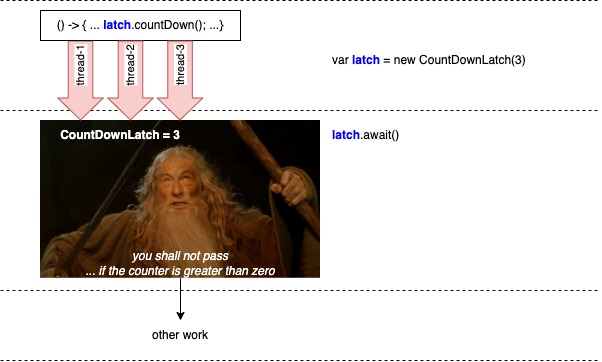 () -> { ... latch.countDown(); ...}
thread-1
thread-2
thread-3
var latch = new CountDownLatch(3)
CountDownLatch = 3
latch.await()
you shall not pass
... if the counter is greater than zero
other work